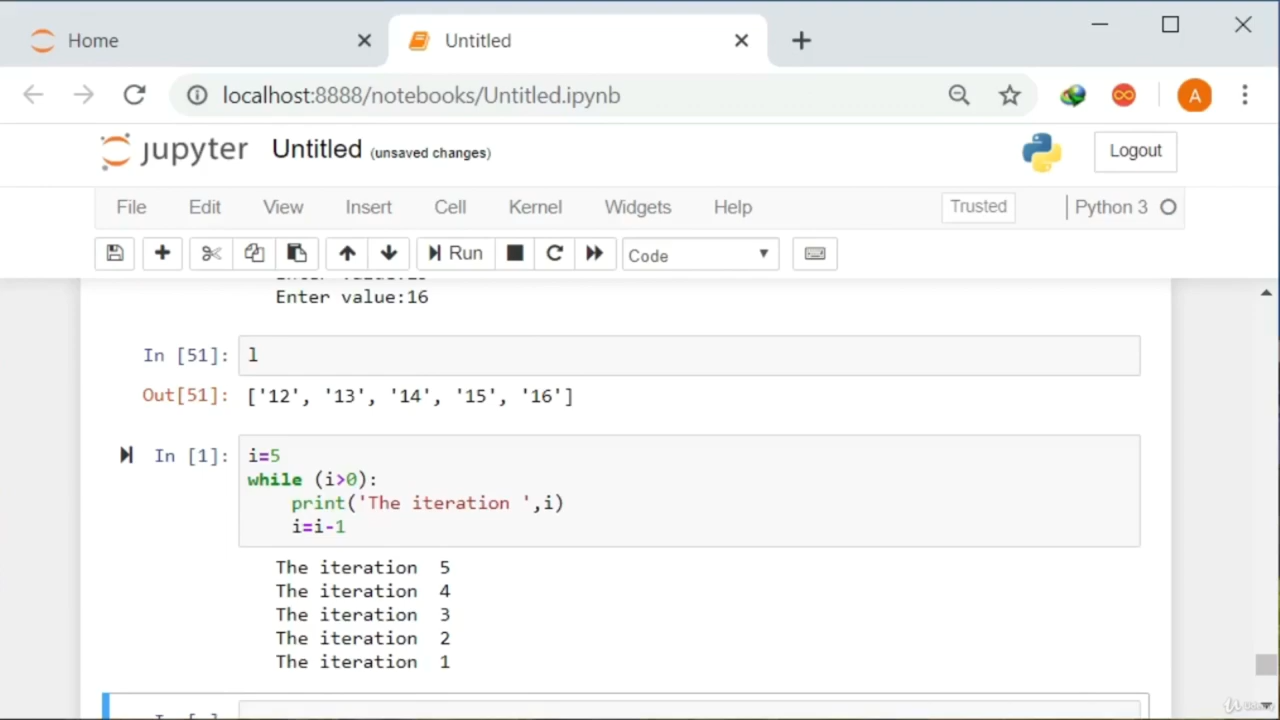 Home
Untitled
localhost:8888/notebooks/Untitled.ipynb
A
jupyter Untitled (unsaved changes)
Logout
File Edit View Insert Cell Kernel Widgets Help
Trusted
Python 3
Run
Code
Enter value:16
In [51]: l
Out[51]: ['12', '13', '14', '15', '16']
In [1]: i=5
while (i>0):
print('The iteration ',i)
i=i-1
The iteration  5
The iteration  4
The iteration  3
The iteration  2
The iteration  1